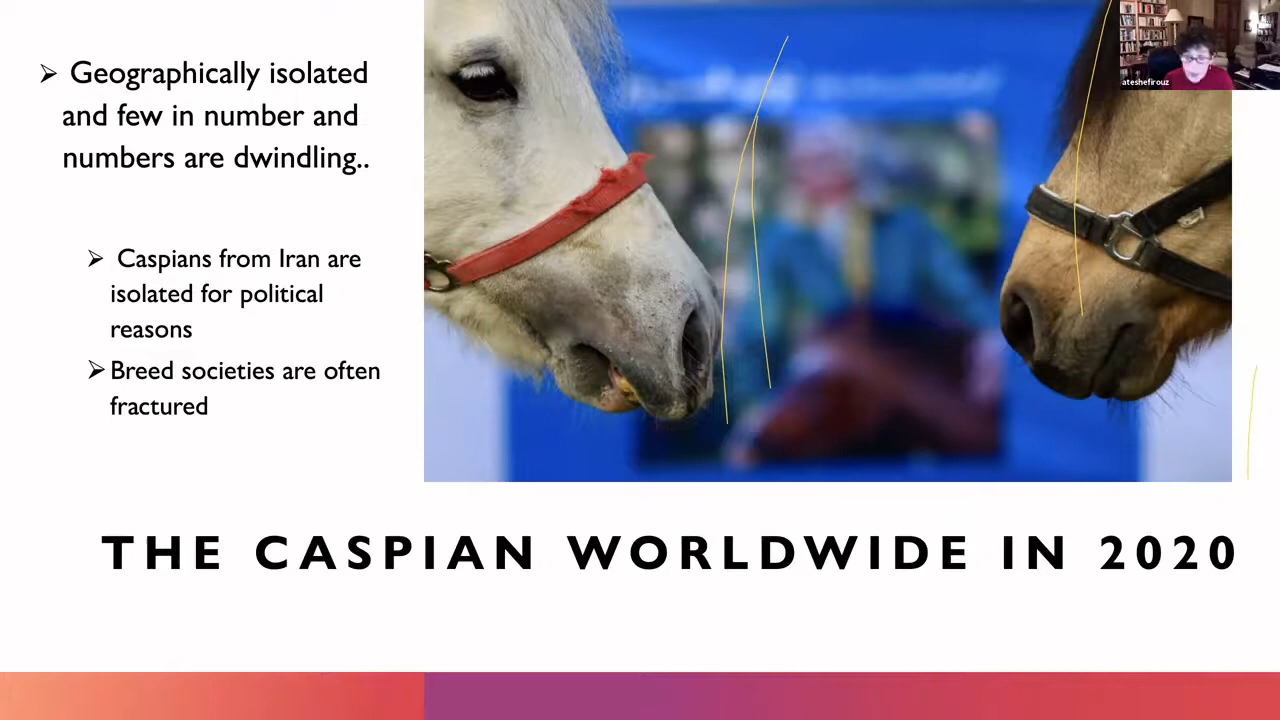 ➢ Geographically isolated
and few in number and
numbers are dwindling..
➢ Caspians from Iran are
isolated for political
reasons
➢ Breed societies are often
fractured
ateshefirouz
THE CASPIAN WORLDWIDE IN 2020